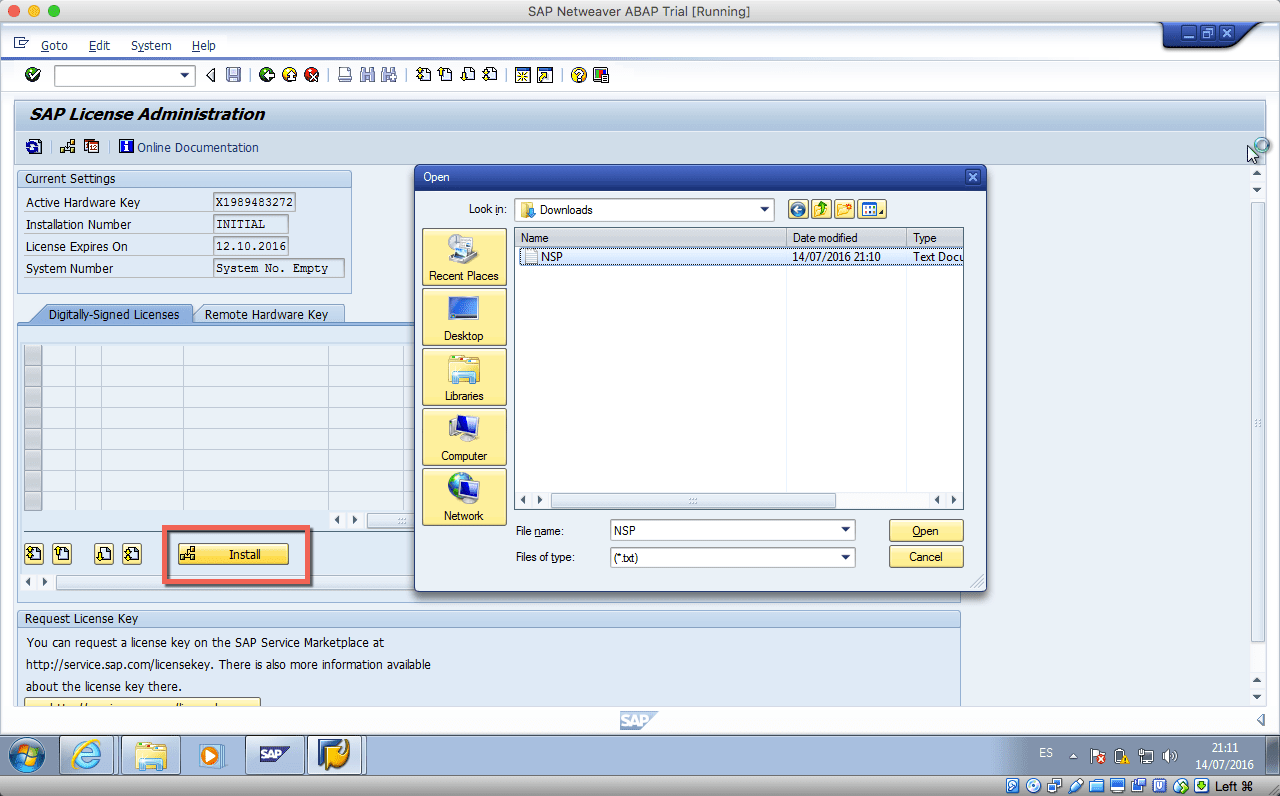 SAP Netweaver ABAP Trial [Running]
Goto Edit System Help
SAP License Administration
12 Online Documentation
Current Settings
Active Hardware Key X1989483272
Installation Number INITIAL
License Expires On 12.10.2016
System Number System No. Empty
Digitally-Signed Licenses Remote Hardware Key
Install
Open
Look in: Downloads
Name Date modified Type
NSP 14/07/2016 21:10 Text Docu
Recent Places
Desktop
Libraries
Computer
Network
File name: NSP Open
Files of type: (*.txt) Cancel
Request License Key
You can request a license key on the SAP Service Marketplace at
http://service.sap.com/licensekey. There is also more information available
about the license key there.
SAP
SAP ES 21:11
14/07/2016
Left ⌘